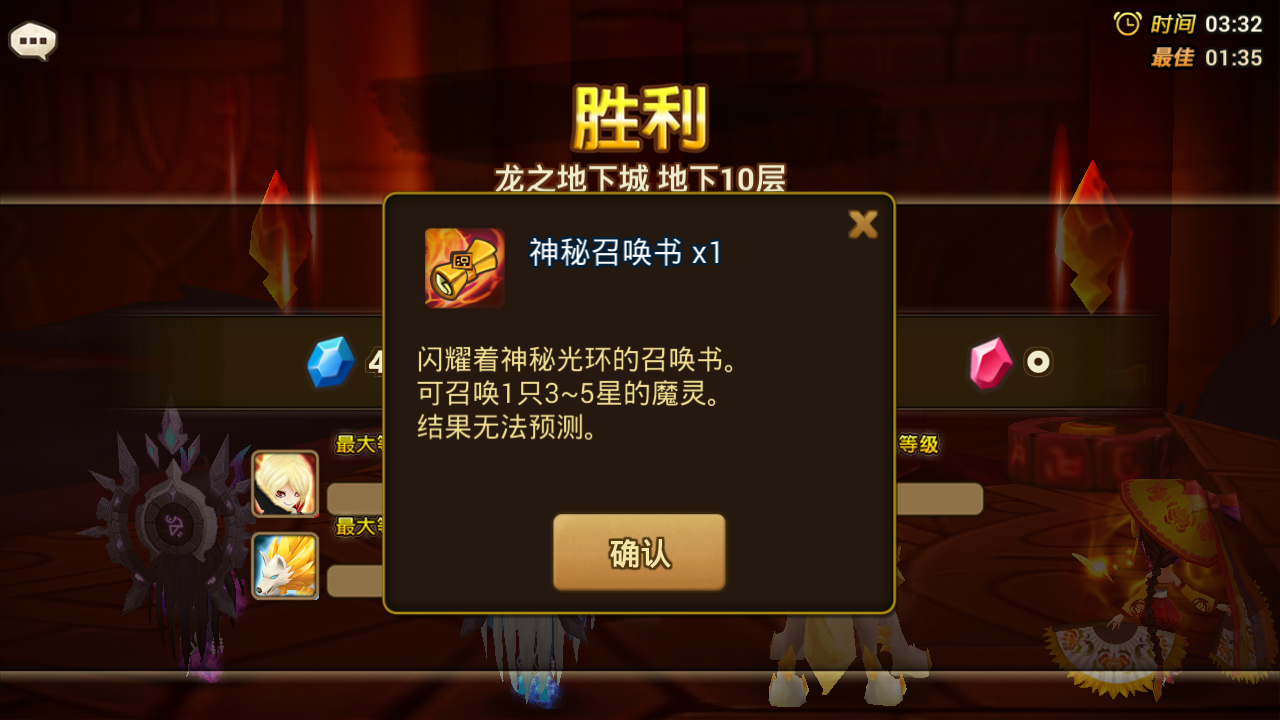 时间 03:32
最佳 01:35
胜利
龙之地下城 地下10层
神秘召唤书 x1
闪耀着神秘光环的召唤书。
可召唤1只3~5星的魔灵。
结果无法预测。
4
0
最大
等级
最大
确认